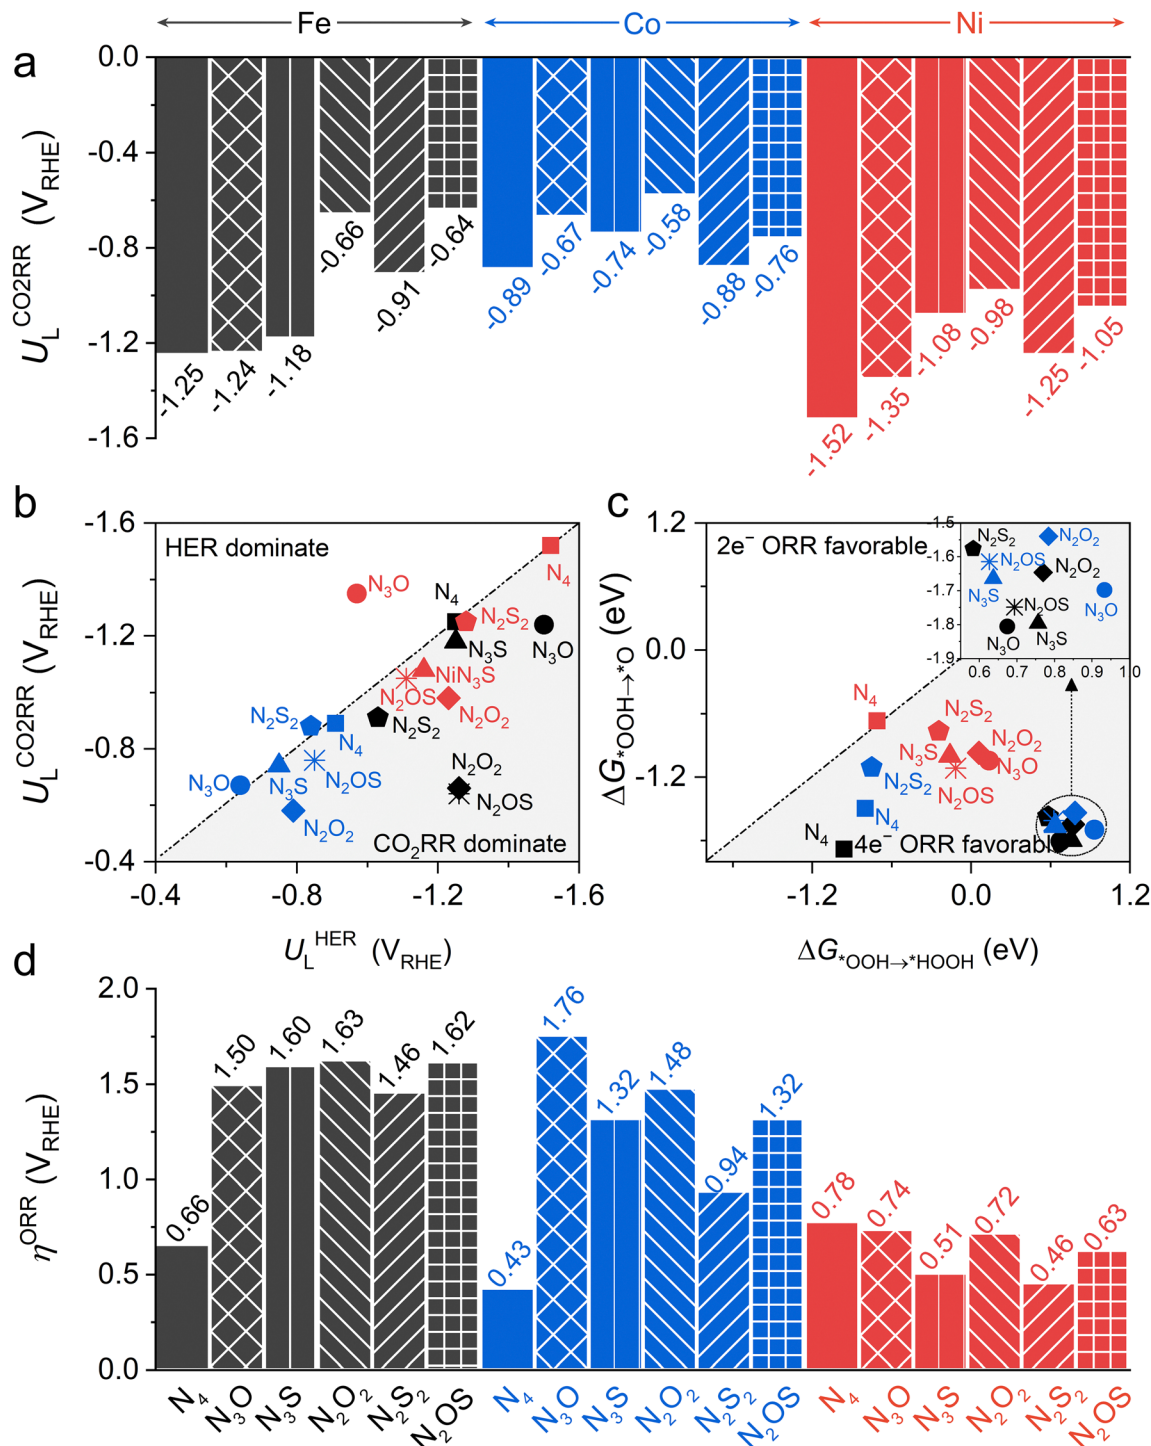 Fe Co Ni
a
0.0
-0.4
-0.8
-1.2
-1.6
U_L^CO2RR (V_RHE)
-1.25 -1.24 -1.18 -0.66 -0.91 -0.64 -0.89 -0.67 -0.74 -0.58 -0.88 -0.76 -1.52 -1.35 -1.08 -0.98 -1.25 -1.05
b
-1.6
-1.2
-0.8
-0.4
U_L^CO2RR (V_RHE)
HER dominate
N₄
N₃O
N₄
N₂S₂
N₃S
N₃O
NiN₃S
N₂OS
N₂O₂
N₂S₂
N₂S₂
N₄
N₂OS
N₃O
N₃S
N₂O₂
N₂O₂
N₂OS
CO₂RR dominate
-0.4 -0.8 -1.2 -1.6
U_L^HER (V_RHE)
c
1.2
0.0
-1.2
ΔG_*OOH→*O (eV)
2e⁻ ORR favorable
-1.5
-1.6
-1.7
-1.8
-1.9
N₂S₂
N₂O₂
N₂OS
N₂O₂
N₃S
N₃O
N₂OS
N₃O
N₃S
0.6 0.7 0.8 0.9 1.0
N₄
N₂S₂
N₂O₂
N₃S
N₃O
N₂S₂
N₂OS
N₄
N₄
4e⁻ ORR favorable
-1.2 0.0 1.2
ΔG_*OOH→*HOOH (eV)
d
2.0
1.5
1.0
0.5
0.0
η^ORR (V_RHE)
0.66 1.50 1.60 1.63 1.46 1.62 0.43 1.76 1.32 1.48 0.94 1.32 0.78 0.74 0.51 0.72 0.46 0.63
N₄ N₃O N₃S N₂O₂ N₂S₂ N₂OS N₄ N₃O N₃S N₂O₂ N₂S₂ N₂OS N₄ N₃O N₃S N₂O₂ N₂S₂ N₂OS